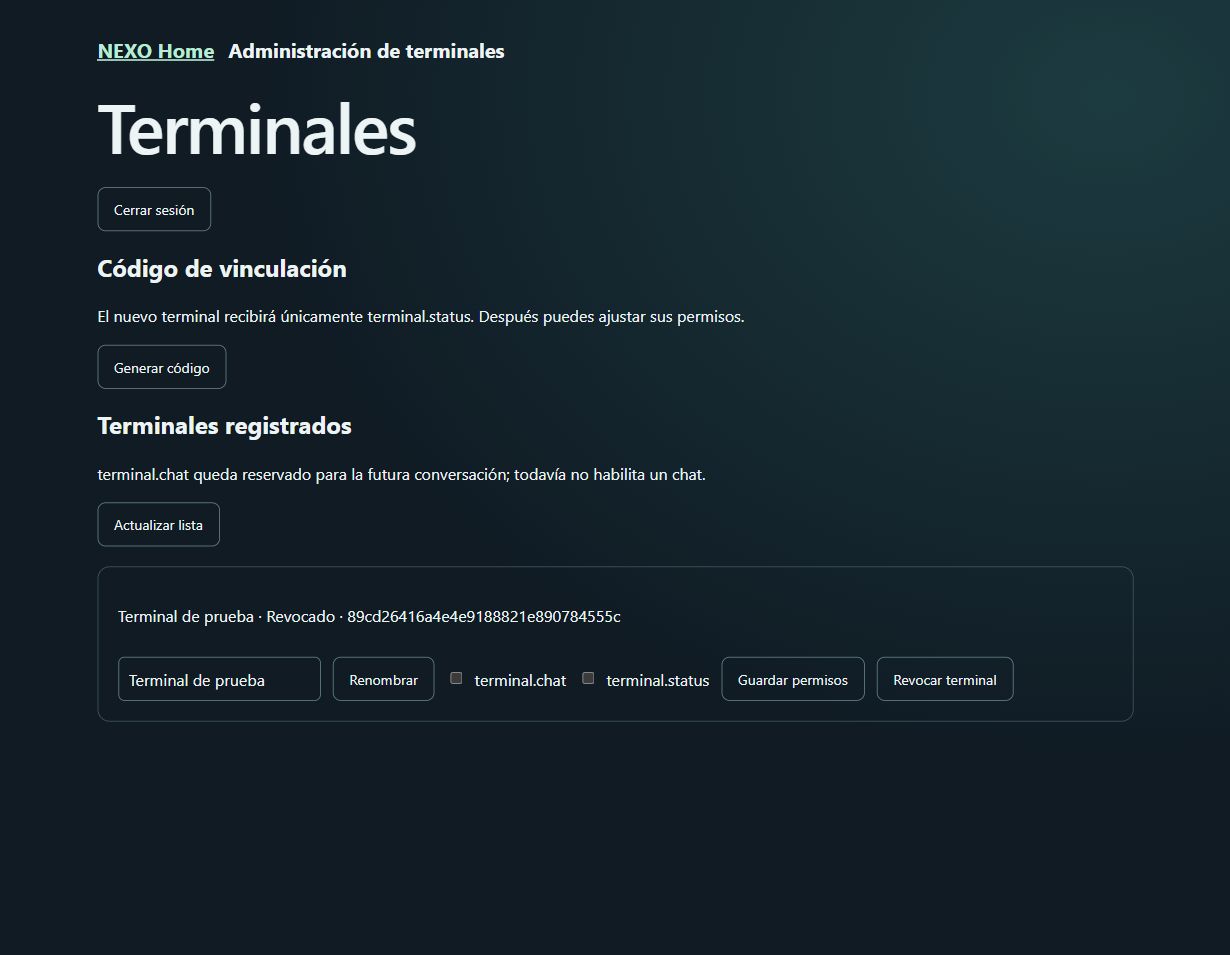 NEXO Home Administración de terminales
Terminales
Cerrar sesión
Código de vinculación
El nuevo terminal recibirá únicamente terminal.status. Después puedes ajustar sus permisos.
Generar código
Terminales registrados
terminal.chat queda reservado para la futura conversación; todavía no habilita un chat.
Actualizar lista
Terminal de prueba · Revocado · 89cd26416a4e4e9188821e890784555c
Terminal de prueba Renombrar terminal.chat terminal.status Guardar permisos Revocar terminal